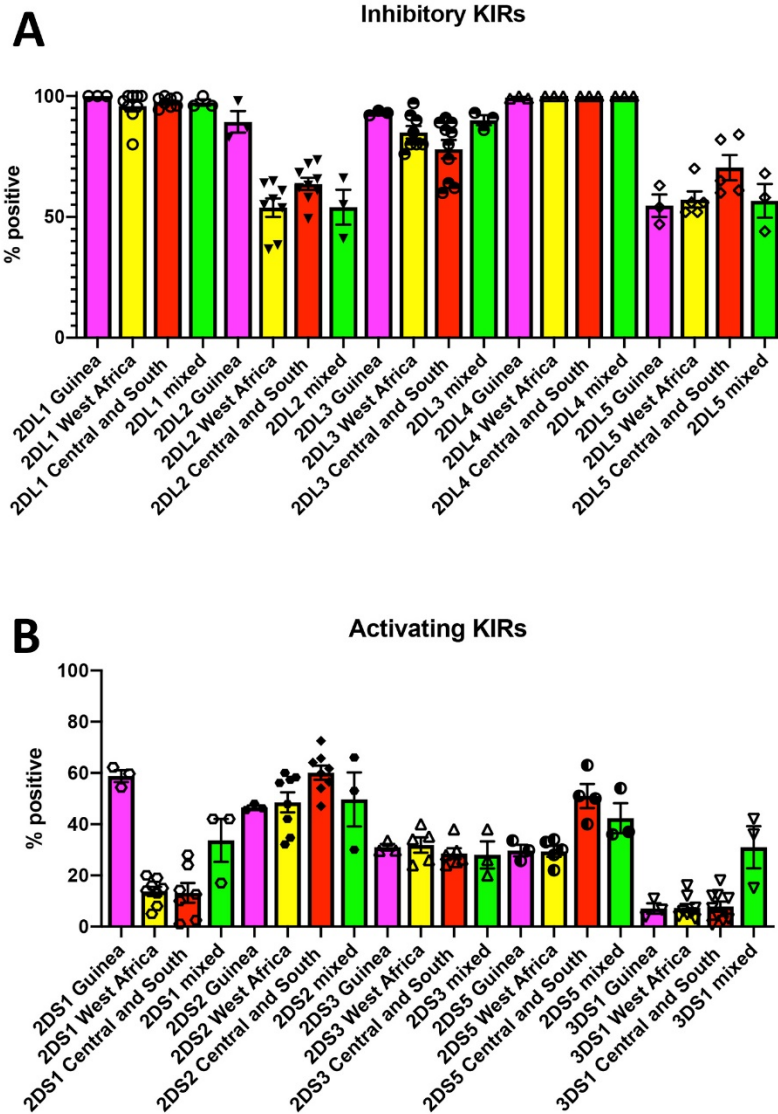 A
Inhibitory KIRs
% positive
100
50
0
2DL1 Guinea
2DL1 West Africa
2DL1 Central and South
2DL1 mixed
2DL2 Guinea
2DL2 West Africa
2DL2 Central and South
2DL2 mixed
2DL3 Guinea
2DL3 West Africa
2DL3 Central and South
2DL3 mixed
2DL4 Guinea
2DL4 West Africa
2DL4 Central and South
2DL4 mixed
2DL5 Guinea
2DL5 West Africa
2DL5 Central and South
2DL5 mixed
B
Activating KIRs
% positive
100
80
60
40
20
0
2DS1 Guinea
2DS1 West Africa
2DS1 Central and South
2DS1 mixed
2DS2 Guinea
2DS2 West Africa
2DS2 Central and South
2DS2 mixed
2DS3 Guinea
2DS3 West Africa
2DS3 Central and South
2DS3 mixed
2DS5 Guinea
2DS5 West Africa
2DS5 Central and South
2DS5 mixed
3DS1 Guinea
3DS1 West Africa
3DS1 Central and South
3DS1 mixed